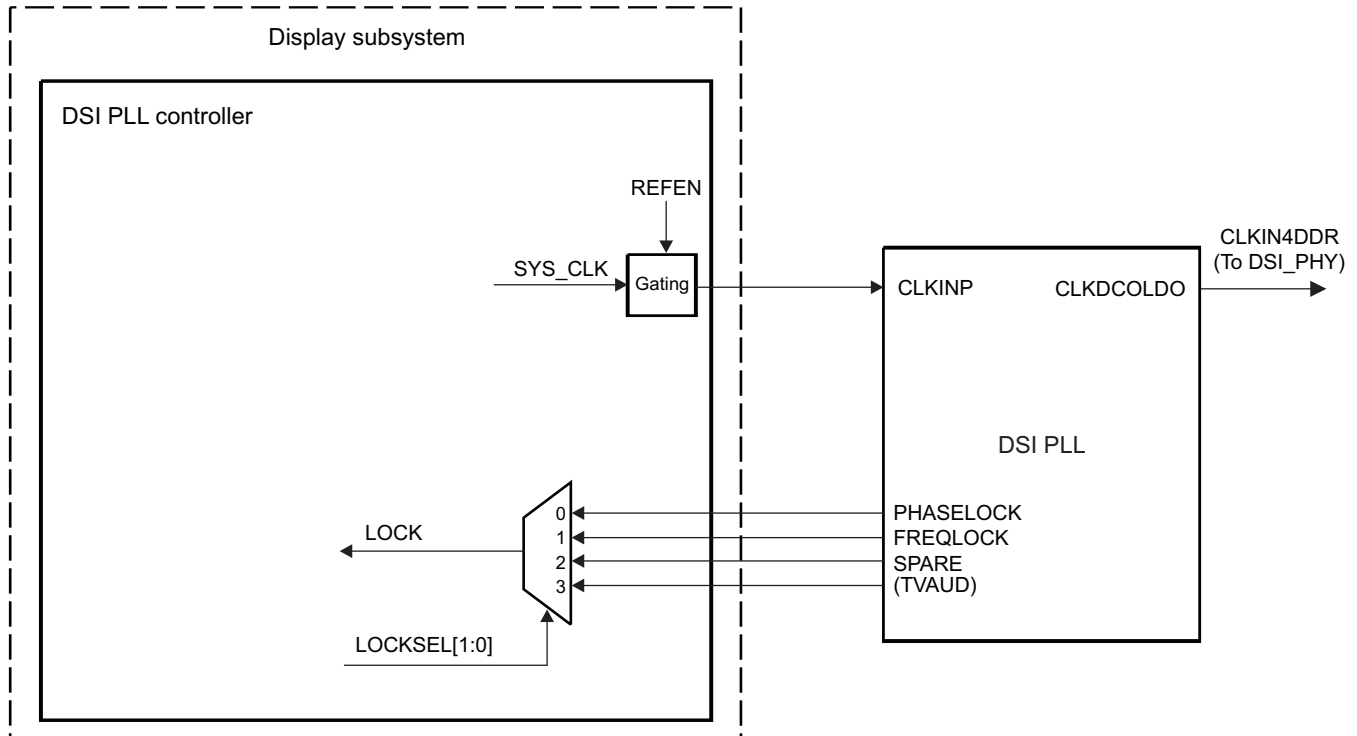 Display subsystem
DSI PLL controller
REFEN
SYS_CLK
Gating
CLKIN4DDR
(To DSI_PHY)
CLKINP
CLKDCOLDO
DSI PLL
LOCK
0
1
2
3
PHASELOCK
FREQLOCK
SPARE
(TVAUD)
LOCKSEL[1:0]